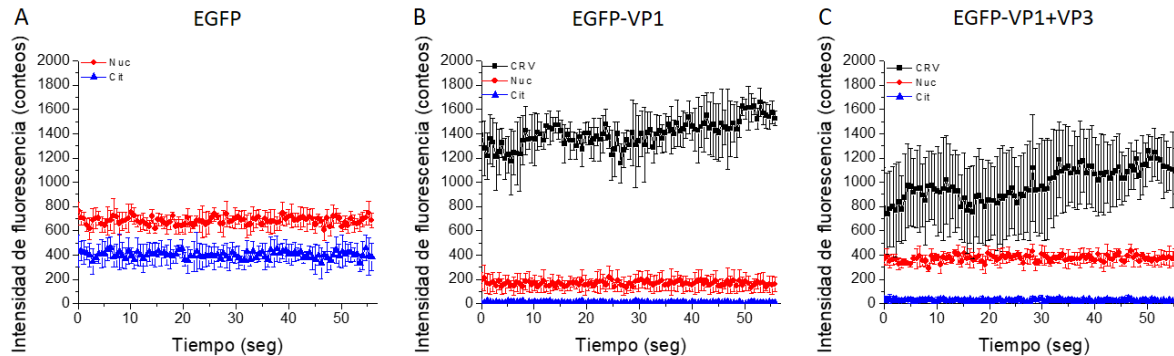 A
EGFP
Intensidad de fluorescencia (conteos)
2000
1800
1600
1400
1200
1000
800
600
400
200
0
Nuc
Cit
0 10 20 30 40 50
Tiempo (seg)
B
EGFP-VP1
Intensidad de fluorescencia (conteos)
2000
1800
1600
1400
1200
1000
800
600
400
200
0
CRV
Nuc
Cit
0 10 20 30 40 50
Tiempo (seg)
C
EGFP-VP1+VP3
Intensidad de fluorescencia (conteos)
2000
1800
1600
1400
1200
1000
800
600
400
200
0
CRV
Nuc
Cit
0 10 20 30 40 50
Tiempo (seg)